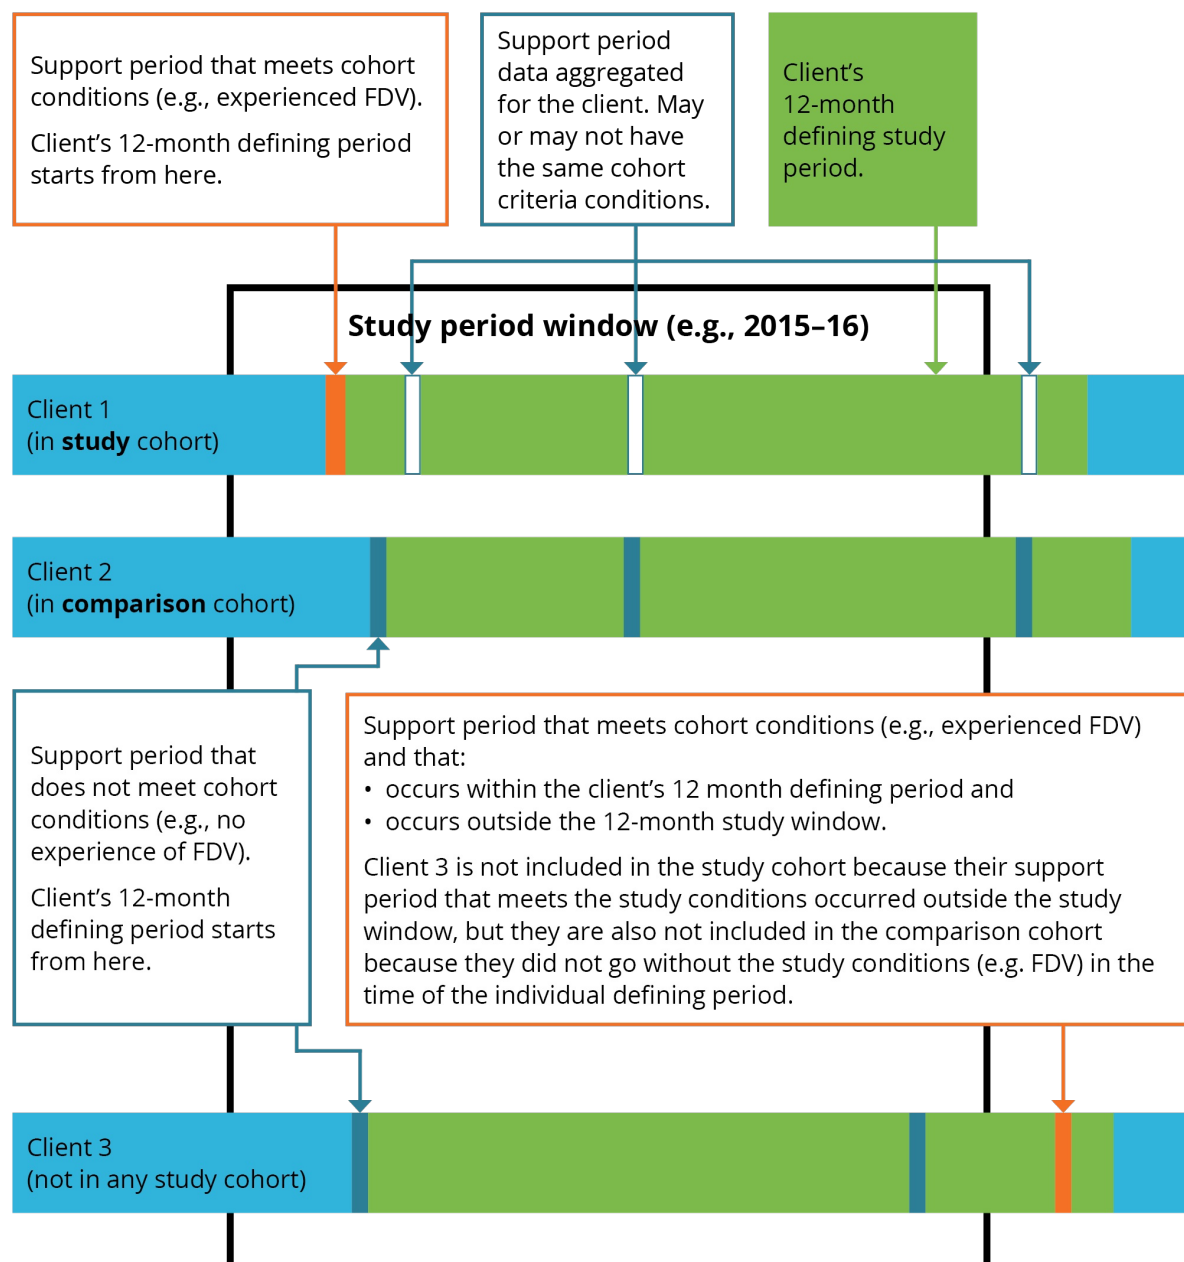 Support period that meets cohort
conditions (e.g., experienced FDV).
Client’s 12-month defining period
starts from here.
Support period
data aggregated
for the client. May
or may not have
the same cohort
criteria conditions.
Client’s
12-month
defining study
period.
Study period window (e.g., 2015–16)
Client 1
(in study cohort)
Client 2
(in comparison cohort)
Support period that
does not meet cohort
conditions (e.g., no
experience of FDV).
Client’s 12-month
defining period starts
from here.
Support period that meets cohort conditions (e.g., experienced FDV)
and that:
• occurs within the client’s 12 month defining period and
• occurs outside the 12-month study window.
Client 3 is not included in the study cohort because their support
period that meets the study conditions occurred outside the study
window, but they are also not included in the comparison cohort
because they did not go without the study conditions (e.g. FDV) in the
time of the individual defining period.
Client 3
(not in any study cohort)